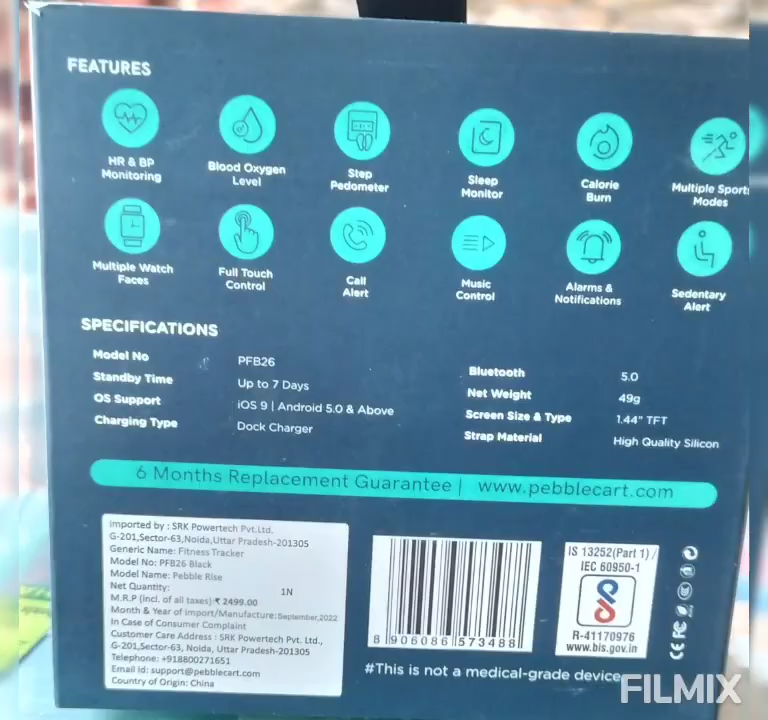 FEATURES
HR & BP
Monitoring
Blood Oxygen
Level
Step
Pedometer
Sleep
Monitor
Calorie
Burn
Multiple Sports
Modes
Multiple Watch
Faces
Full Touch
Control
Call
Alert
Music
Control
Alarms &
Notifications
Sedentary
Alert
SPECIFICATIONS
Model No PFB26
Standby Time Up to 7 Days
OS Support iOS 9 | Android 5.0 & Above
Charging Type Dock Charger
Bluetooth 5.0
Net Weight 49g
Screen Size & Type 1.44" TFT
Strap Material High Quality Silicon
6 Months Replacement Guarantee | www.pebblecart.com
Imported by : SRK Powertech Pvt.Ltd.
G-201,Sector-63,Noida,Uttar Pradesh-201305
Generic Name: Fitness Tracker
Model No: PFB26 Black
Model Name: Pebble Rise
Net Quantity: 1N
M.R.P (incl. of all taxes):₹ 2499.00
Month & Year of import/Manufacture:September,2022
In Case of Consumer Complaint
Customer Care Address : SRK Powertech Pvt. Ltd.,
G-201,Sector-63, Noida, Uttar Pradesh-201305
Telephone: +918800271651
Email Id: support@pebblecart.com
Country of Origin: China
8 906086 573488
IS 13252(Part 1) /
IEC 60950-1
R-41170976
www.bis.gov.in
CE FC
#This is not a medical-grade device
FILMIX